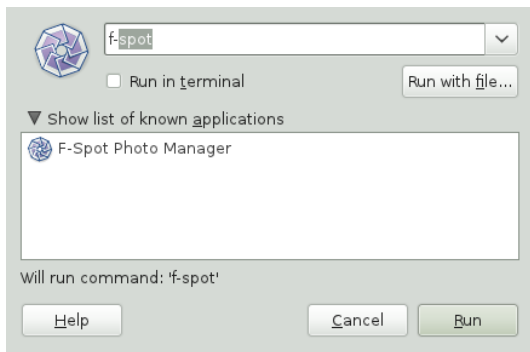 f-spot
Run in terminal
Run with file...
Show list of known applications
F-Spot Photo Manager
Will run command: 'f-spot'
Help
Cancel
Run